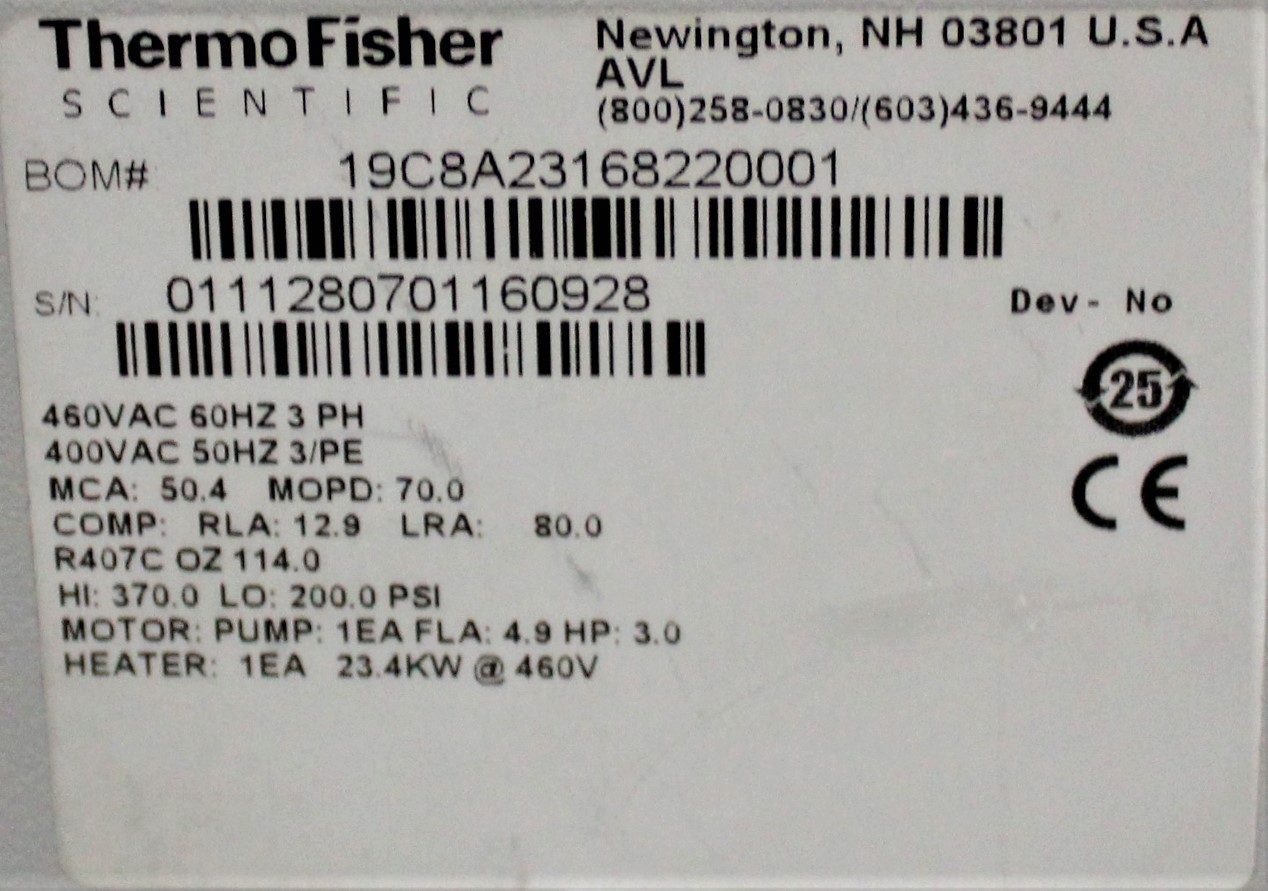 ThermoFisher
SCIENTIFIC
Newington, NH 03801 U.S.A
AVL
(800)258-0830/(603)436-9444
BOM# 19C8A23168220001
S/N: 0111280701160928
Dev- No
25
CE
460VAC 60HZ 3 PH
400VAC 50HZ 3/PE
MCA: 50.4 MOPD: 70.0
COMP: RLA: 12.9 LRA: 80.0
R407C OZ 114.0
HI: 370.0 LO: 200.0 PSI
MOTOR: PUMP: 1EA FLA: 4.9 HP: 3.0
HEATER: 1EA 23.4KW @ 460V